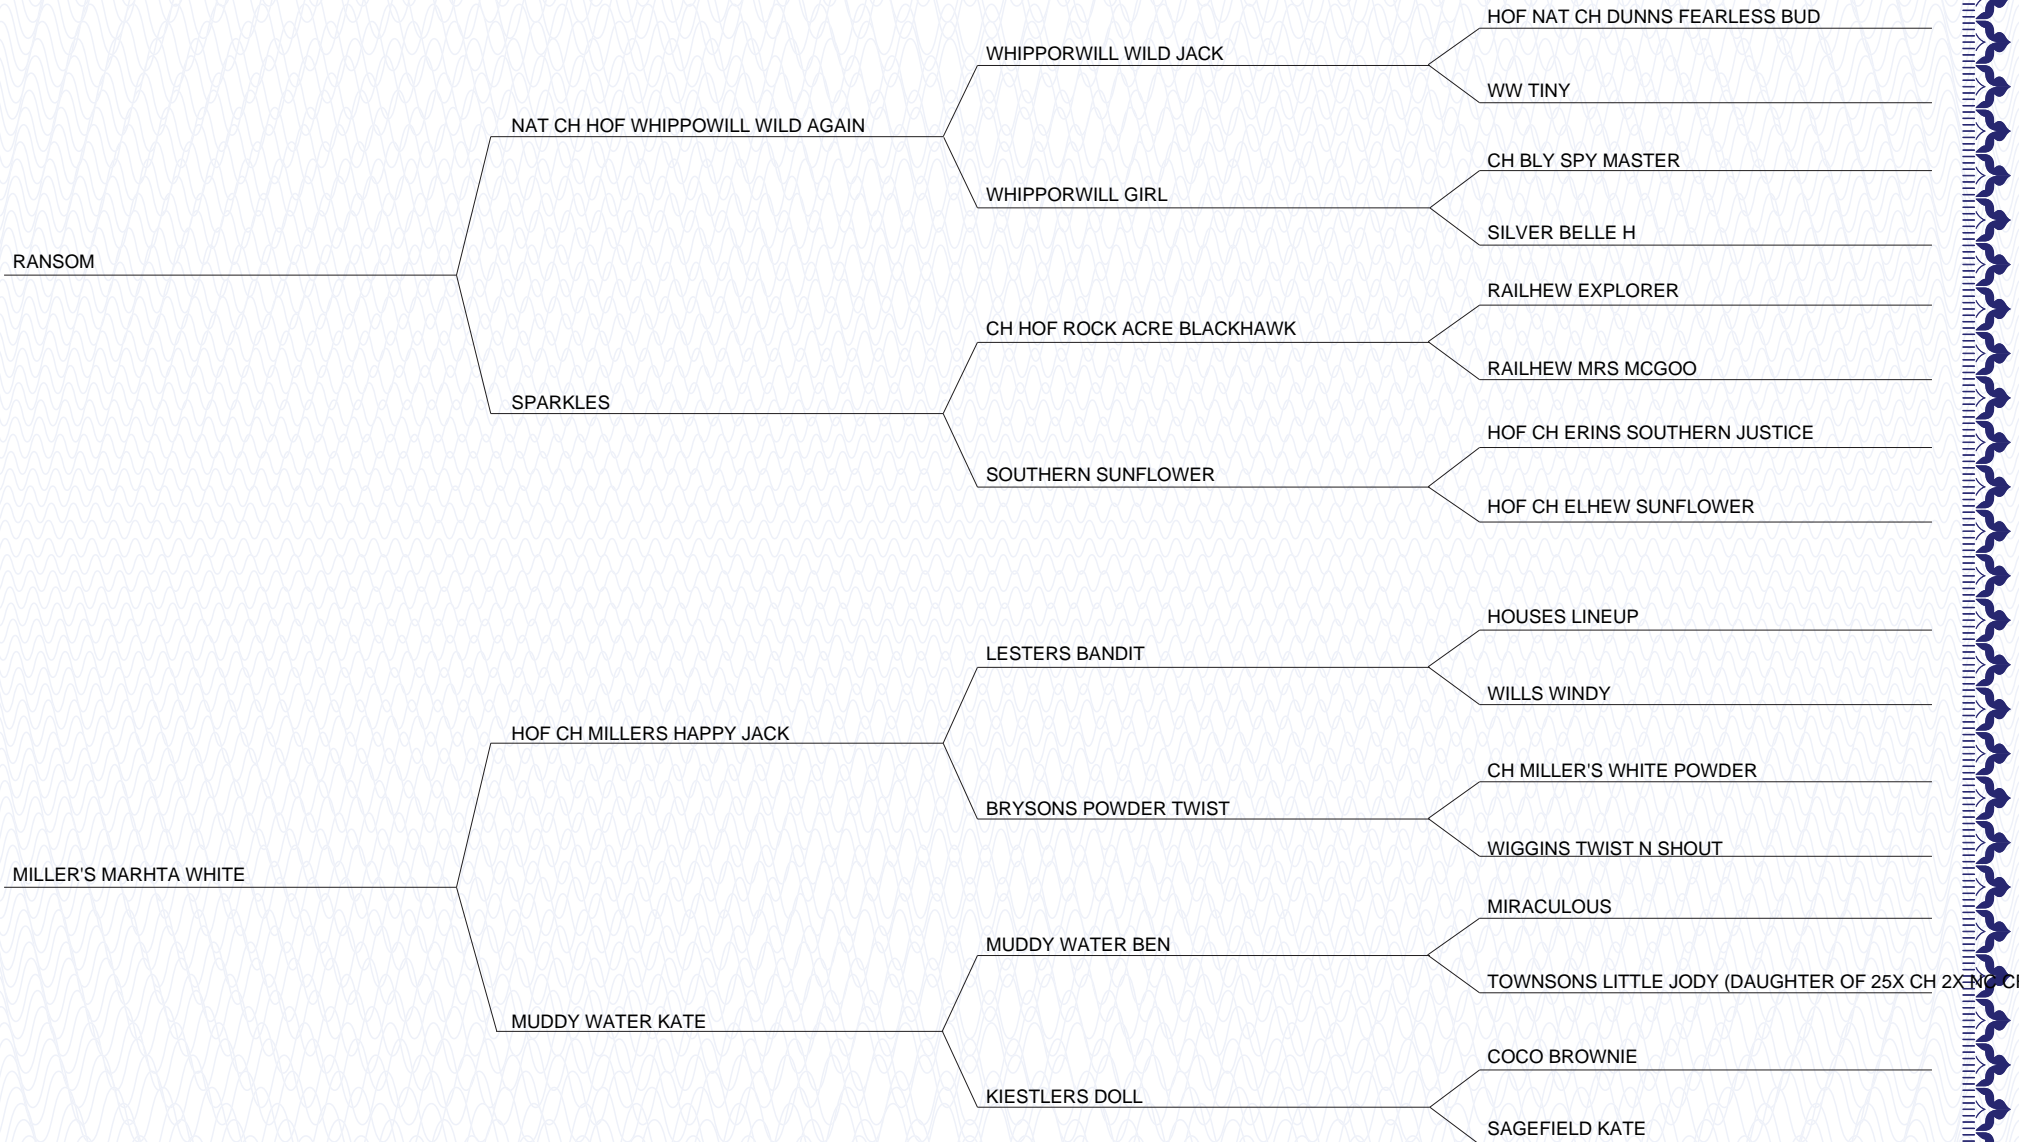 HOF NAT CH DUNNS FEARLESS BUD
WHIPPORWILL WILD JACK
WW TINY
NAT CH HOF WHIPPOWILL WILD AGAIN
CH BLY SPY MASTER
WHIPPORWILL GIRL
SILVER BELLE H
RANSOM
RAILHEW EXPLORER
CH HOF ROCK ACRE BLACKHAWK
RAILHEW MRS MCGOO
SPARKLES
HOF CH ERINS SOUTHERN JUSTICE
SOUTHERN SUNFLOWER
HOF CH ELHEW SUNFLOWER
HOUSES LINEUP
LESTERS BANDIT
WILLS WINDY
HOF CH MILLERS HAPPY JACK
CH MILLER'S WHITE POWDER
BRYSONS POWDER TWIST
WIGGINS TWIST N SHOUT
MILLER'S MARHTA WHITE
MIRACULOUS
MUDDY WATER BEN
TOWNSONS LITTLE JODY (DAUGHTER OF 25X CH 2X NC
MUDDY WATER KATE
COCO BROWNIE
KIESTLERS DOLL
SAGEFIELD KATE